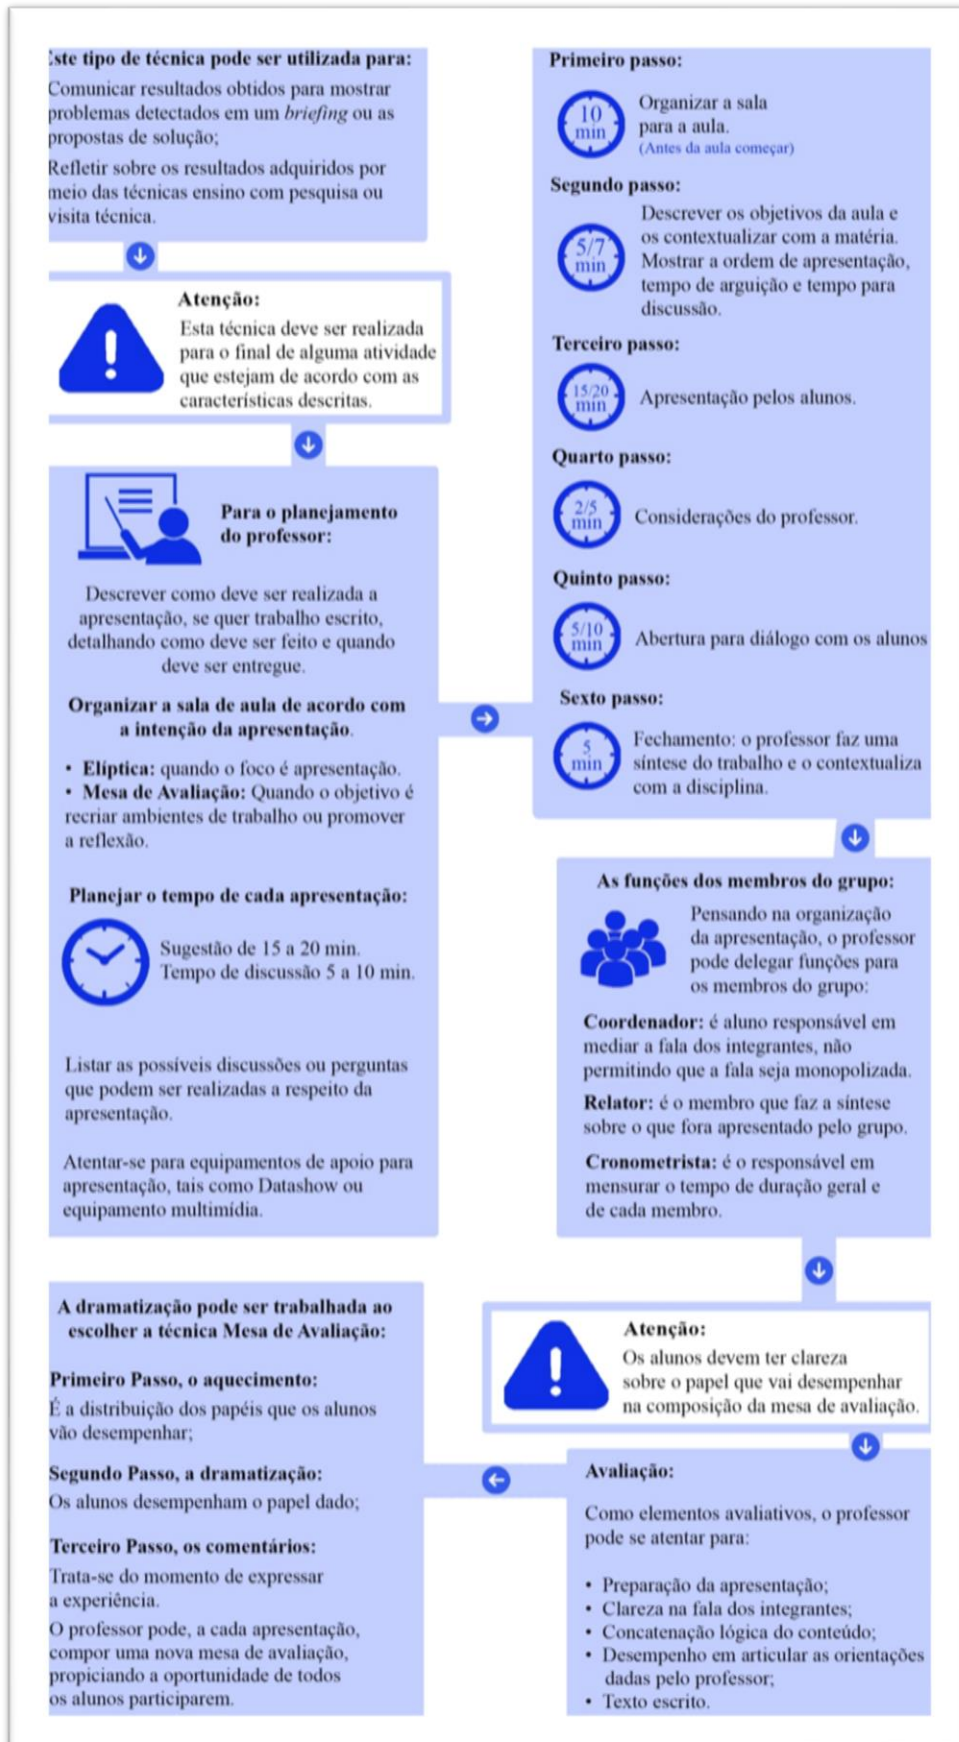 Este tipo de técnica pode ser utilizada para:
Comunicar resultados obtidos para mostrar
problemas detectados em um briefing ou as
propostas de solução;
Refletir sobre os resultados adquiridos por
meio das técnicas ensino com pesquisa ou
visita técnica.
Atenção:
Esta técnica deve ser realizada
para o final de alguma atividade
que estejam de acordo com as
características descritas.
Para o planejamento
do professor:
Descrever como deve ser realizada a
apresentação, se quer trabalho escrito,
detalhando como deve ser feito e quando
deve ser entregue.
Organizar a sala de aula de acordo com
a intenção da apresentação.
• Elíptica: quando o foco é apresentação.
• Mesa de Avaliação: Quando o objetivo é
recriar ambientes de trabalho ou promover
a reflexão.
Planejar o tempo de cada apresentação:
Sugestão de 15 a 20 min.
Tempo de discussão 5 a 10 min.
Listar as possíveis discussões ou perguntas
que podem ser realizadas a respeito da
apresentação.
Atentar-se para equipamentos de apoio para
apresentação, tais como Datashow ou
equipamento multimídia.
Primeiro passo:
10
min
Organizar a sala
para a aula.
(Antes da aula começar)
Segundo passo:
5/7
min
Descrever os objetivos da aula e
os contextualizar com a matéria.
Mostrar a ordem de apresentação,
tempo de arguição e tempo para
discussão.
Terceiro passo:
15/20
min
Apresentação pelos alunos.
Quarto passo:
2/5
min
Considerações do professor.
Quinto passo:
5/10
min
Abertura para diálogo com os alunos
Sexto passo:
5
min
Fechamento: o professor faz uma
síntese do trabalho e o contextualiza
com a disciplina.
As funções dos membros do grupo:
Pensando na organização
da apresentação, o professor
pode delegar funções para
os membros do grupo:
Coordenador: é aluno responsável em
mediar a fala dos integrantes, não
permitindo que a fala seja monopolizada.
Relator: é o membro que faz a síntese
sobre o que fora apresentado pelo grupo.
Cronometrista: é o responsável em
mensurar o tempo de duração geral e
de cada membro.
Atenção:
Os alunos devem ter clareza
sobre o papel que vai desempenhar
na composição da mesa de avaliação.
Avaliação:
Como elementos avaliativos, o professor
pode se atentar para:
• Preparação da apresentação;
• Clareza na fala dos integrantes;
• Concatenação lógica do conteúdo;
• Desempenho em articular as orientações
dadas pelo professor;
• Texto escrito.
A dramatização pode ser trabalhada ao
escolher a técnica Mesa de Avaliação:
Primeiro Passo, o aquecimento:
É a distribuição dos papéis que os alunos
vão desempenhar;
Segundo Passo, a dramatização:
Os alunos desempenham o papel dado;
Terceiro Passo, os comentários:
Trata-se do momento de expressar
a experiência.
O professor pode, a cada apresentação,
compor uma nova mesa de avaliação,
propiciando a oportunidade de todos
os alunos participarem.